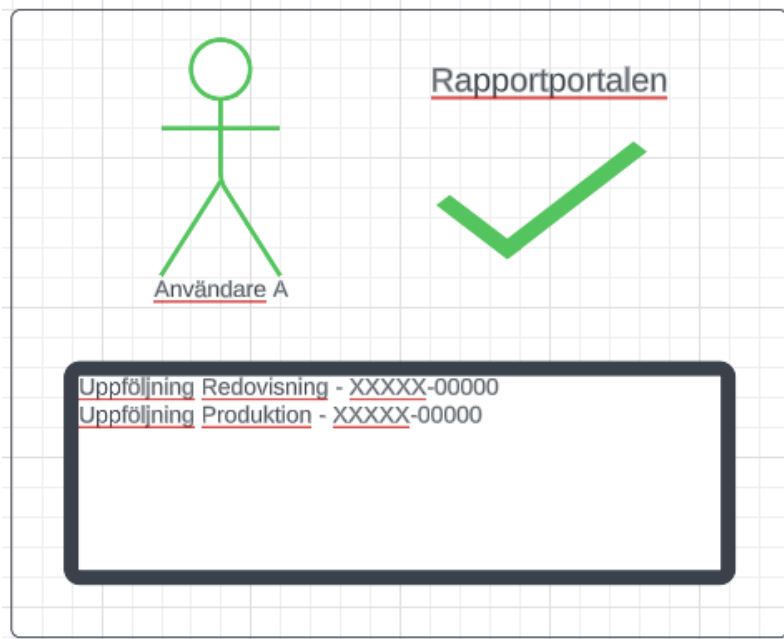 Rapportportalen
Användare A
Uppföljning Redovisning - XXXXX-00000
Uppföljning Produktion - XXXXX-00000